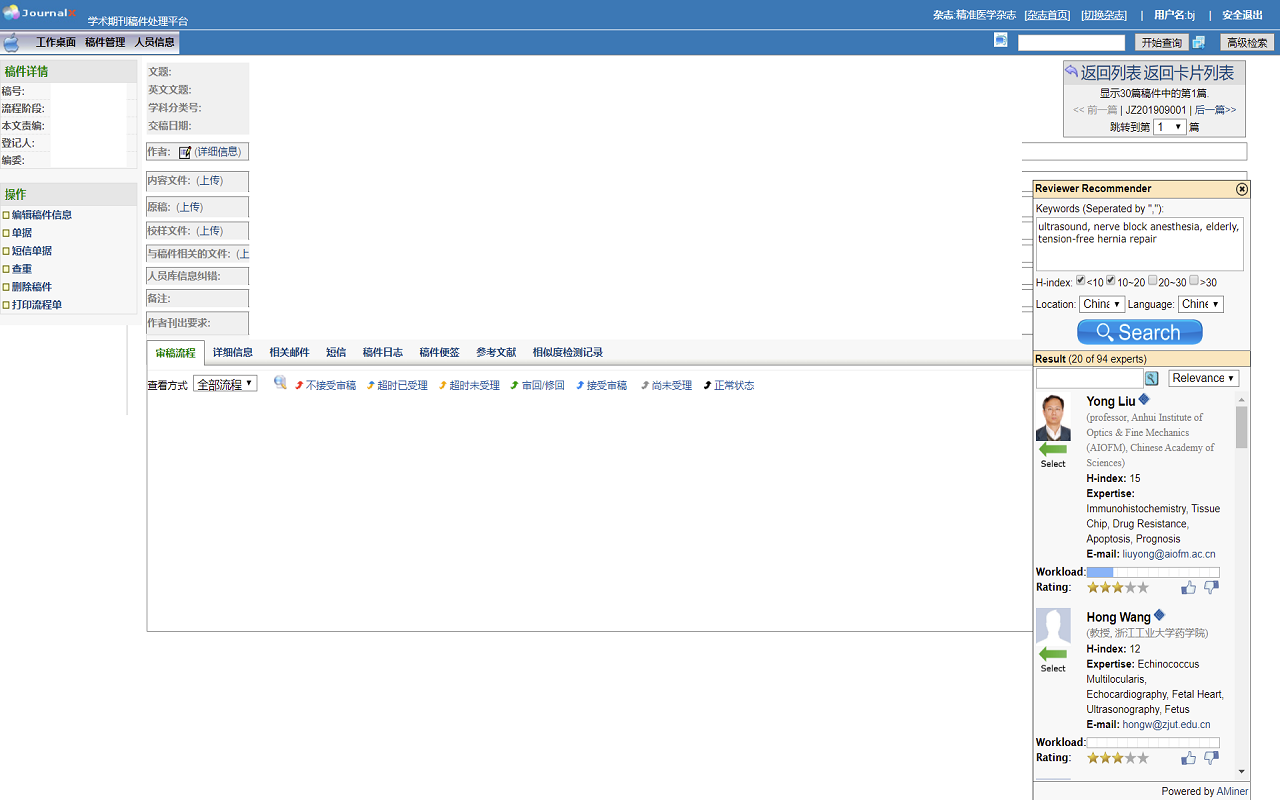 JournalX 学术期刊稿件处理平台
杂志:精准医学杂志 [杂志首页] [切换杂志] | 用户名:bj | 安全退出
工作桌面 稿件管理 人员信息
开始查询 高级检索
稿件详情
稿号:
流程阶段:
本文责编:
登记人:
编委:
操作
编辑稿件信息
单据
短信单据
查重
删除稿件
打印流程单
文题:
英文文题:
学科分类号:
交稿日期:
作者: (详细信息)
内容文件: (上传)
原稿: (上传)
校样文件: (上传)
与稿件相关的文件: (上
人员库信息纠错:
备注:
作者刊出要求:
审稿流程 详细信息 相关邮件 短信 稿件日志 稿件便签 参考文献 相似度检测记录
查看方式 全部流程 不接受审稿 超时已受理 超时未受理 审回/修回 接受审稿 尚未受理 正常状态
返回列表 返回卡片列表
显示30篇稿件中的第1篇.
<< 前一篇 | JZ201909001 | 后一篇>>
跳转到第 1 篇
Reviewer Recommender
Keywords (Seperated by ","):
ultrasound, nerve block anesthesia, elderly,
tension-free hernia repair
H-index: <10 10~20 20~30 >30
Location: China Language: Chine
Search
Result (20 of 94 experts)
Relevance
Yong Liu
(professor, Anhui Institute of
Optics & Fine Mechanics
(AIOFM), Chinese Academy of
Sciences)
Select
H-index: 15
Expertise:
Immunohistochemistry, Tissue
Chip, Drug Resistance,
Apoptosis, Prognosis
E-mail: liuyong@aiofm.ac.cn
Workload:
Rating:
Hong Wang
(教授, 浙江工业大学药学院)
H-index: 12
Select
Expertise: Echinococcus
Multilocularis,
Echocardiography, Fetal Heart,
Ultrasonography, Fetus
E-mail: hongw@zjut.edu.cn
Workload:
Rating:
Powered by AMiner